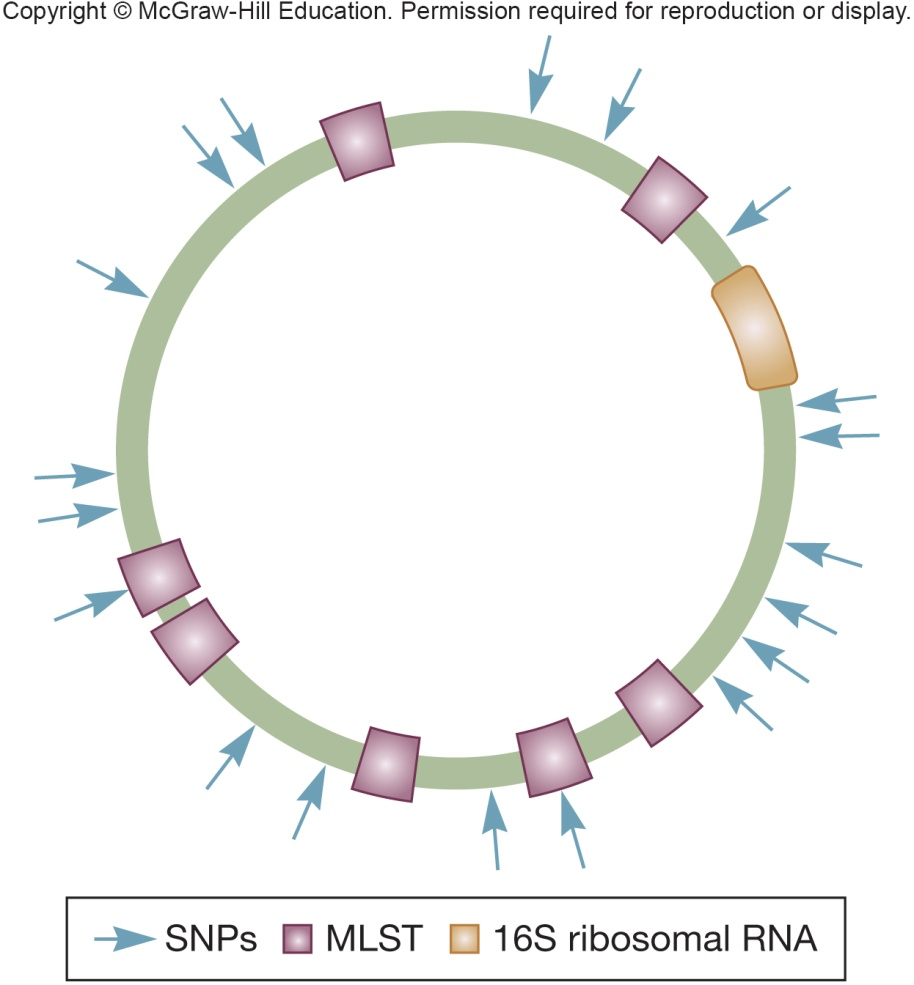 Copyright © McGraw-Hill Education. Permission required for reproduction or display.
SNPs MLST 16S ribosomal RNA